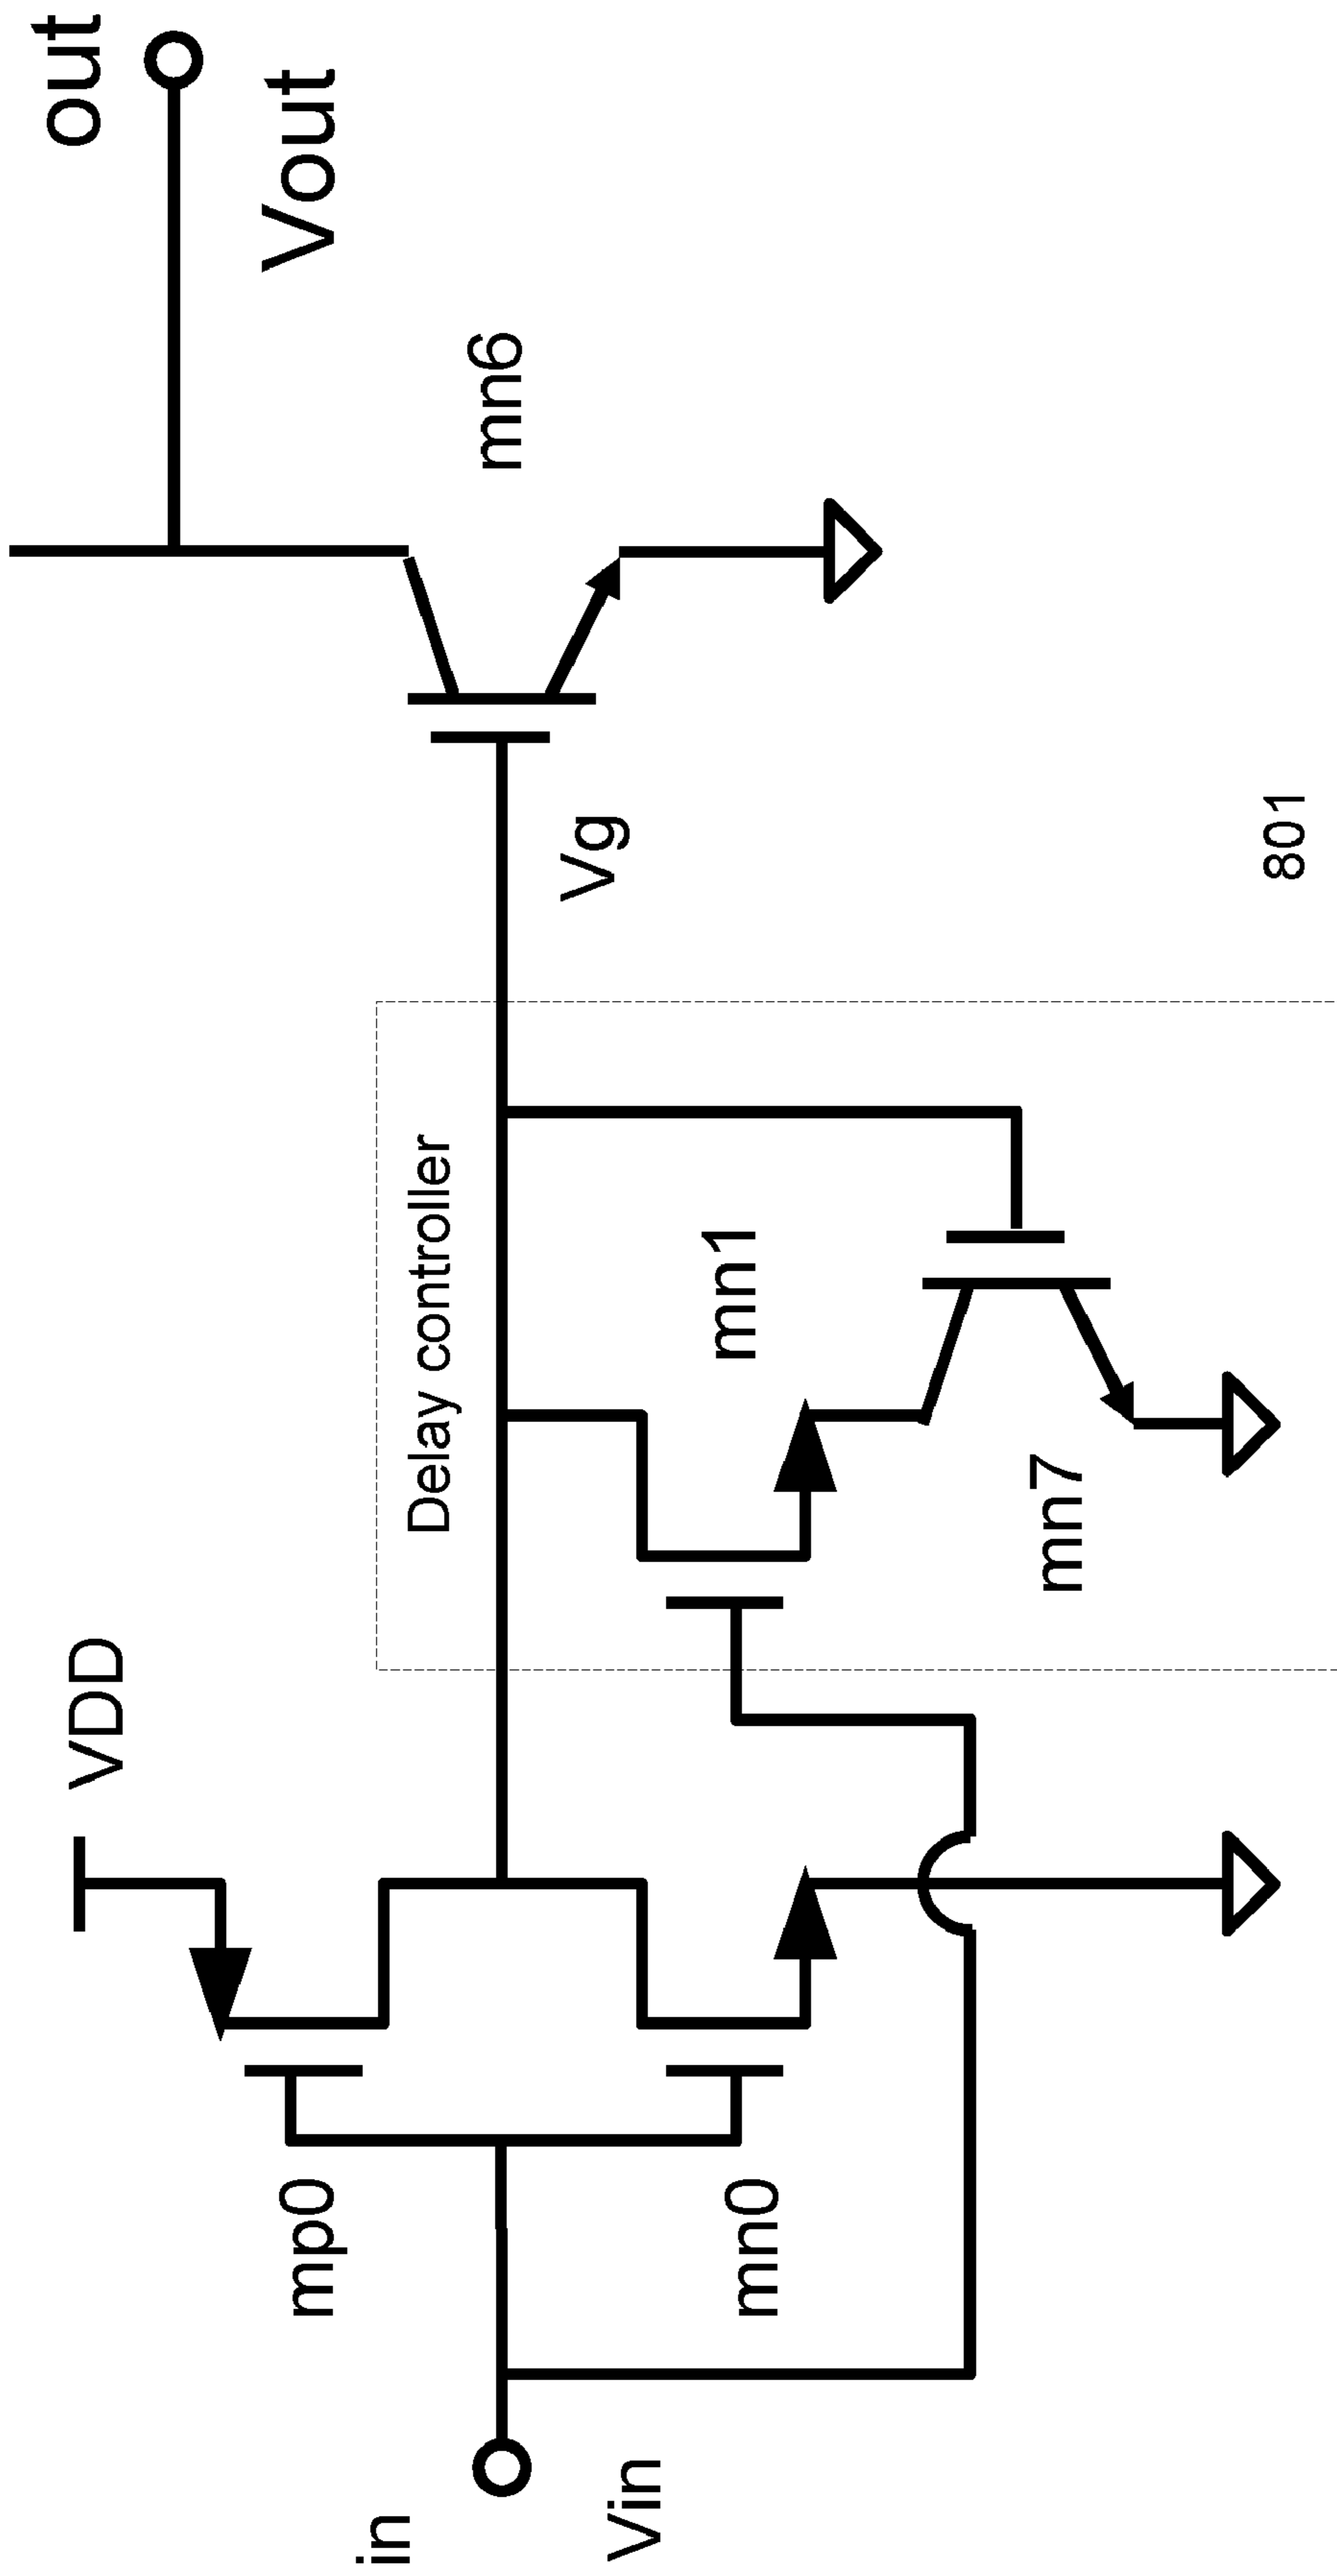 VDD
out
Vout
mp0
Delay controller
mn6
in
Vg
Vin
mn0
mn1
mn7
801